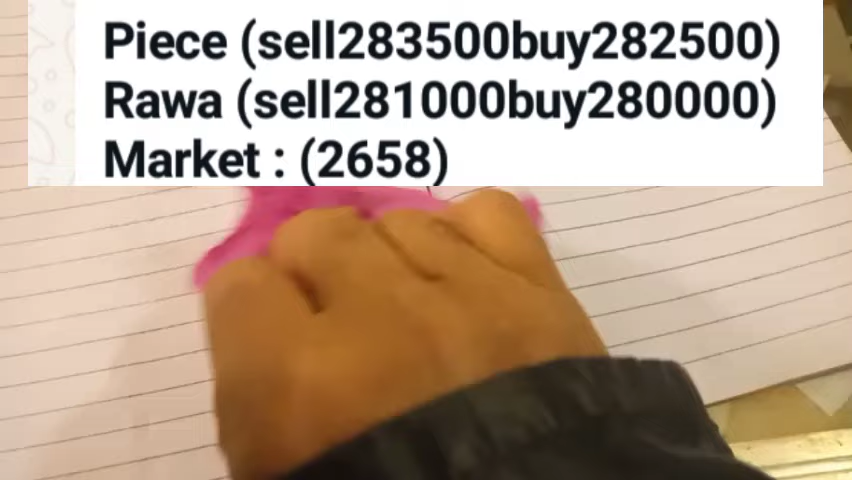 Piece (sell283500buy282500)
Rawa (sell281000buy280000)
Market : (2658)